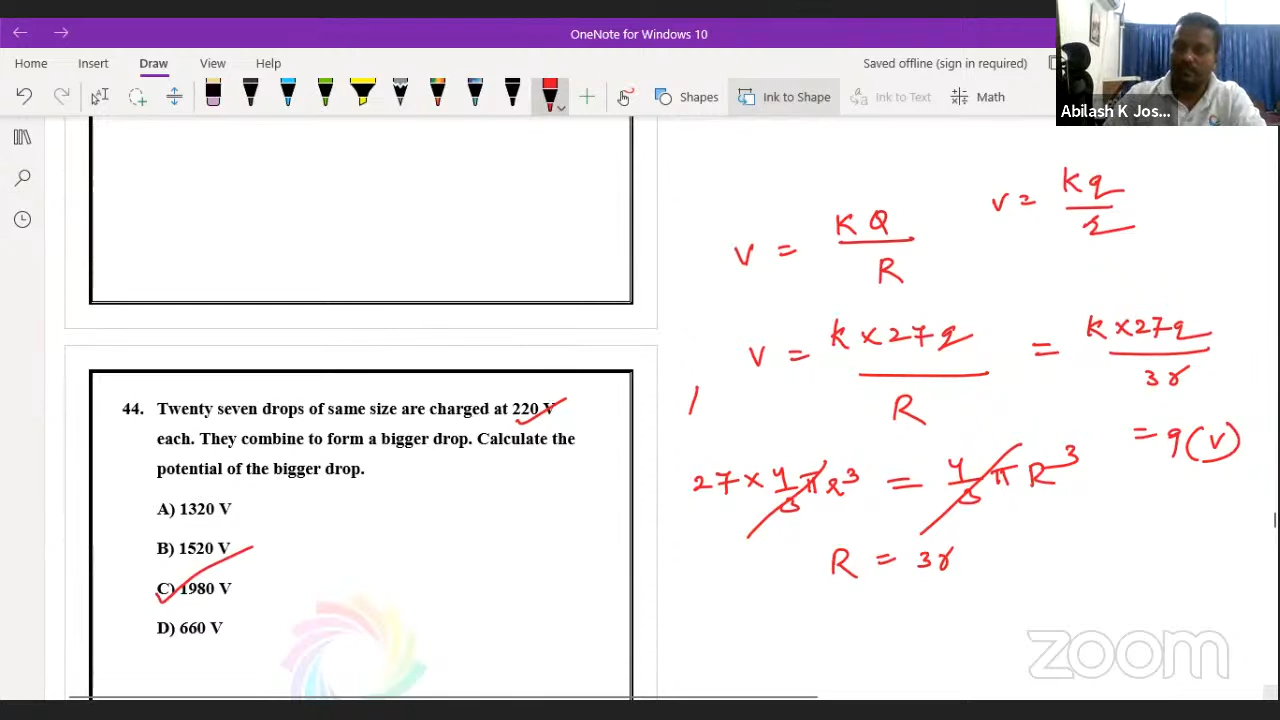 OneNote for Windows 10
Home Insert Draw View Help Saved offline (sign in required)
Shapes Ink to Shape Ink to Text Math
Abilash K Jos...
44. Twenty seven drops of same size are charged at 220 V
each. They combine to form a bigger drop. Calculate the
potential of the bigger drop.
A) 1320 V
B) 1520 V
C) 1980 V
D) 660 V
V = KQ/R
V = Kq/r
V = K×27q/R = K×27q/3r
= 9(V)
27 × 4/3 π r³ = 4/3 π R³
R = 3r
zoom